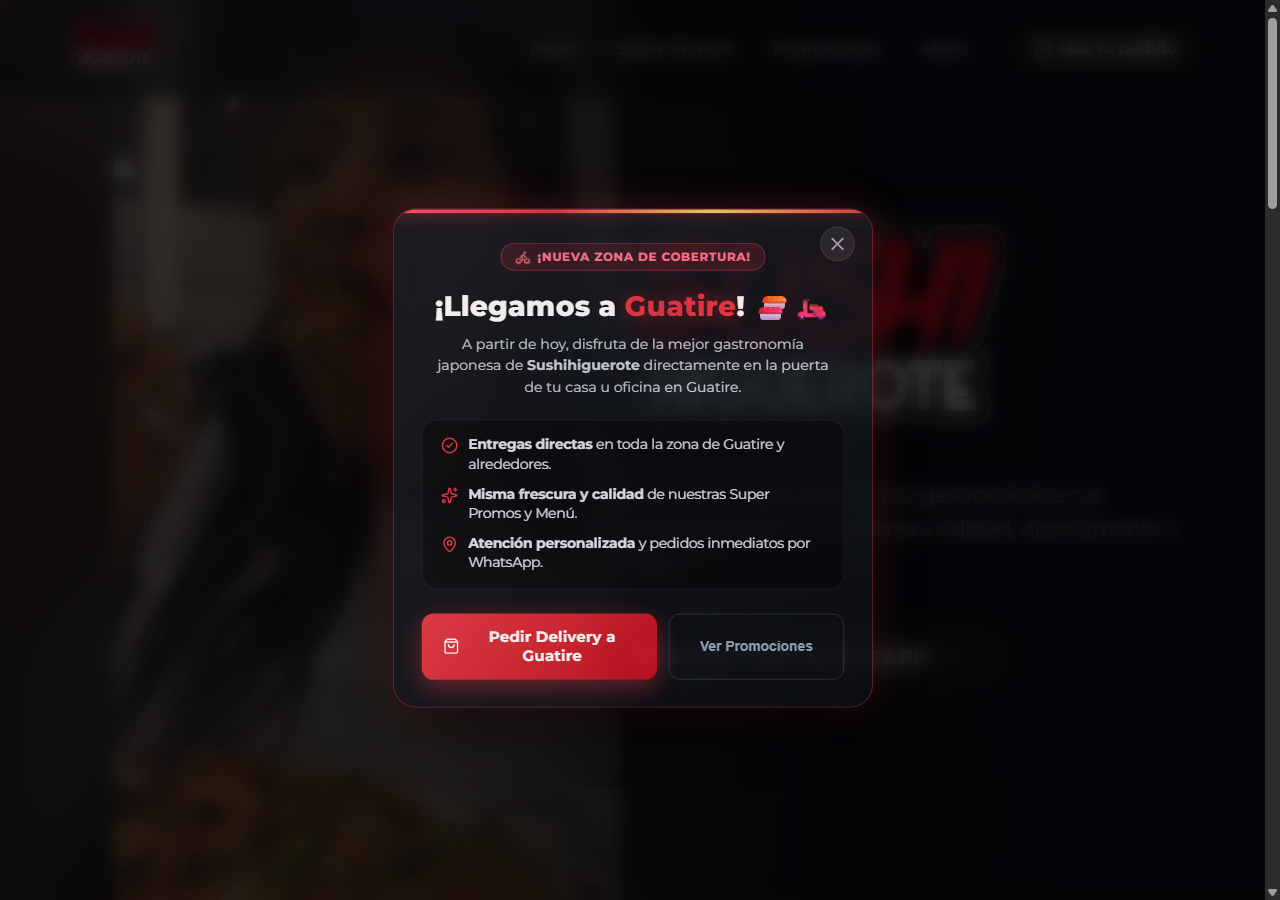 Inicio
Super Promos
Promociones
Menú
Haz tu pedido
HIGUEROTE
¡NUEVA ZONA DE COBERTURA!
¡Llegamos a Guatire!
A partir de hoy, disfruta de la mejor gastronomía
japonesa de Sushihiguerote directamente en la puerta
de tu casa u oficina en Guatire.
Entregas directas en toda la zona de Guatire y
alrededores.
Misma frescura y calidad de nuestras Super
Promos y Menú.
Atención personalizada y pedidos inmediatos por
WhatsApp.
Pedir Delivery a
Guatire
Ver Promociones